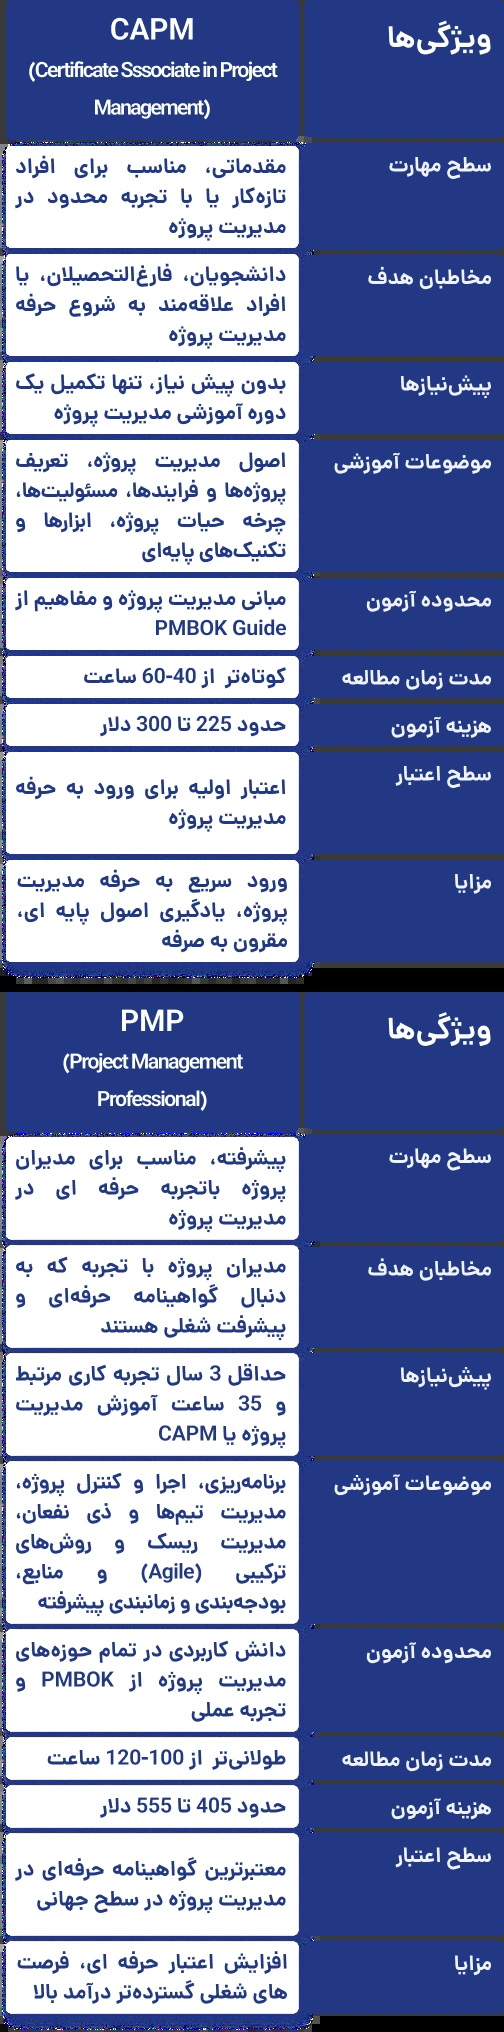 ویژگی‌ها
CAPM
(Certificate Sssociate in Project
Management)
سطح مهارت
مقدماتی، مناسب برای افراد
تازه‌کار یا با تجربه محدود در
مدیریت پروژه
مخاطبان هدف
دانشجویان، فارغ‌التحصیلان، یا
افراد علاقه‌مند به شروع حرفه
مدیریت پروژه
پیش‌نیازها
بدون پیش نیاز، تنها تکمیل یک
دوره آموزشی مدیریت پروژه
موضوعات آموزشی
اصول مدیریت پروژه، تعریف
پروژه‌ها و فرایندها، مسئولیت‌ها،
چرخه حیات پروژه، ابزارها و
تکنیک‌های پایه‌ای
محدوده آزمون
مبانی مدیریت پروژه و مفاهیم از
PMBOK Guide
مدت زمان مطالعه
کوتاه‌تر از 40-60 ساعت
هزینه آزمون
حدود 225 تا 300 دلار
سطح اعتبار
اعتبار اولیه برای ورود به حرفه
مدیریت پروژه
مزایا
ورود سریع به حرفه مدیریت
پروژه، یادگیری اصول پایه ای،
مقرون به صرفه
ویژگی‌ها
PMP
(Project Management
Professional)
سطح مهارت
پیشرفته، مناسب برای مدیران
پروژه باتجربه حرفه ای در
مدیریت پروژه
مخاطبان هدف
مدیران پروژه با تجربه که به
دنبال گواهینامه حرفه‌ای و
پیشرفت شغلی هستند
پیش‌نیازها
حداقل 3 سال تجربه کاری مرتبط
و 35 ساعت آموزش مدیریت
پروژه یا CAPM
موضوعات آموزشی
برنامه‌ریزی، اجرا و کنترل پروژه،
مدیریت تیم‌ها و ذی نفعان،
مدیریت ریسک و روش‌های
ترکیبی (Agile) و منابع،
بودجه‌بندی و زمانبندی پیشرفته
محدوده آزمون
دانش کاربردی در تمام حوزه‌های
مدیریت پروژه از PMBOK و
تجربه عملی
مدت زمان مطالعه
طولانی‌تر از 100-120 ساعت
هزینه آزمون
حدود 405 تا 555 دلار
سطح اعتبار
معتبرترین گواهینامه حرفه‌ای در
مدیریت پروژه در سطح جهانی
مزایا
افزایش اعتبار حرفه ای، فرصت
های شغلی گسترده‌تر درآمد بالا